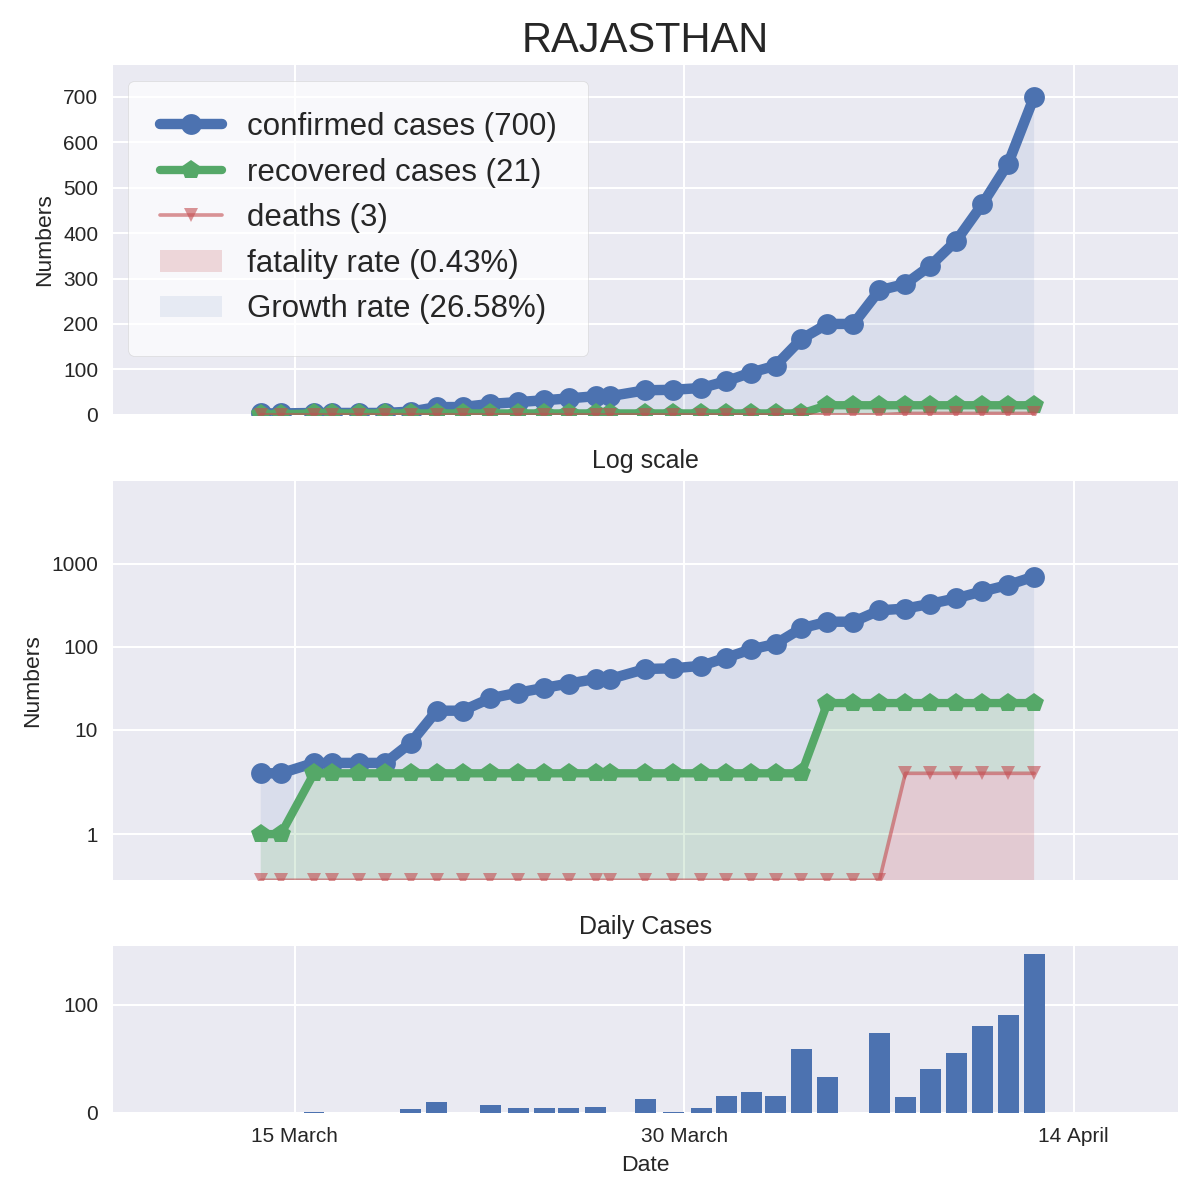 RAJASTHAN
700
600
500
400
300
200
100
0
Numbers
confirmed cases (700)
recovered cases (21)
deaths (3)
fatality rate (0.43%)
Growth rate (26.58%)
Log scale
1000
100
10
1
Numbers
Daily Cases
100
0
15 March
30 March
14 April
Date